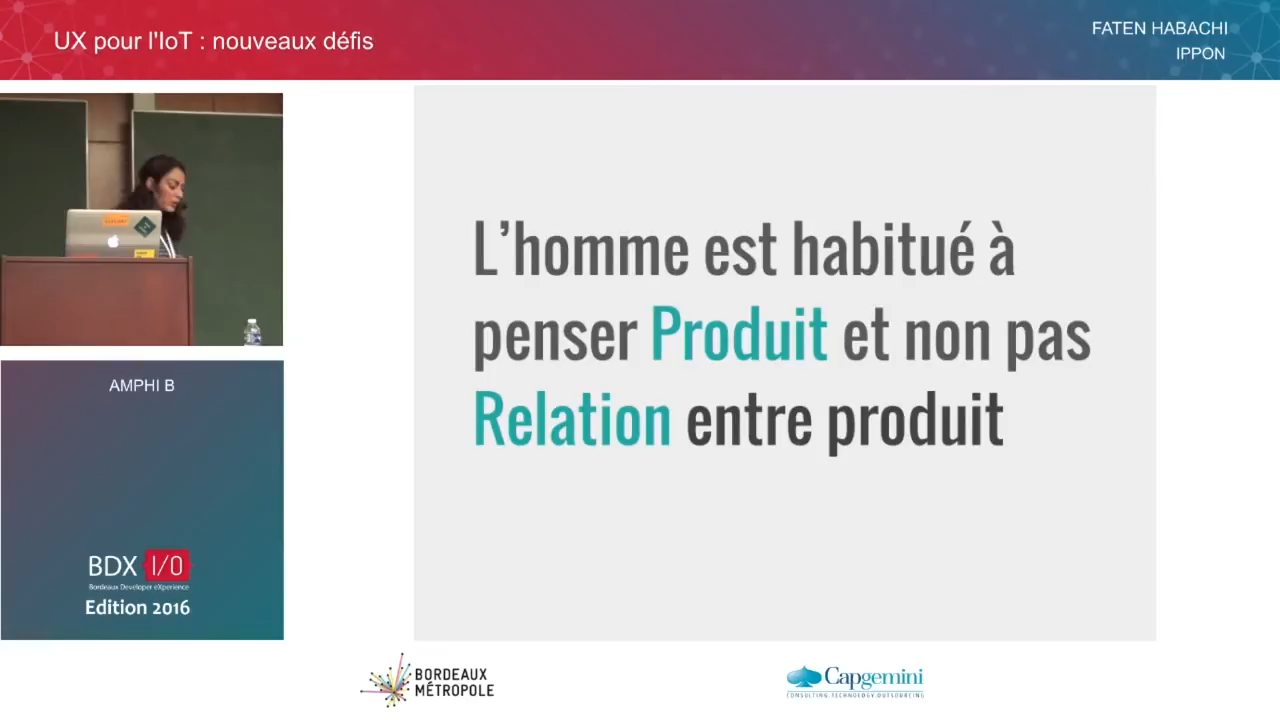 UX pour l'IoT : nouveaux défis
FATEN HABACHI
IPPON
L’homme est habitué à
penser Produit et non pas
Relation entre produit
AMPHI B
BDX I/O
Bordeaux Developer eXperience
Edition 2016
BORDEAUX
MÉTROPOLE
Capgemini
CONSULTING.TECHNOLOGY.OUTSOURCING